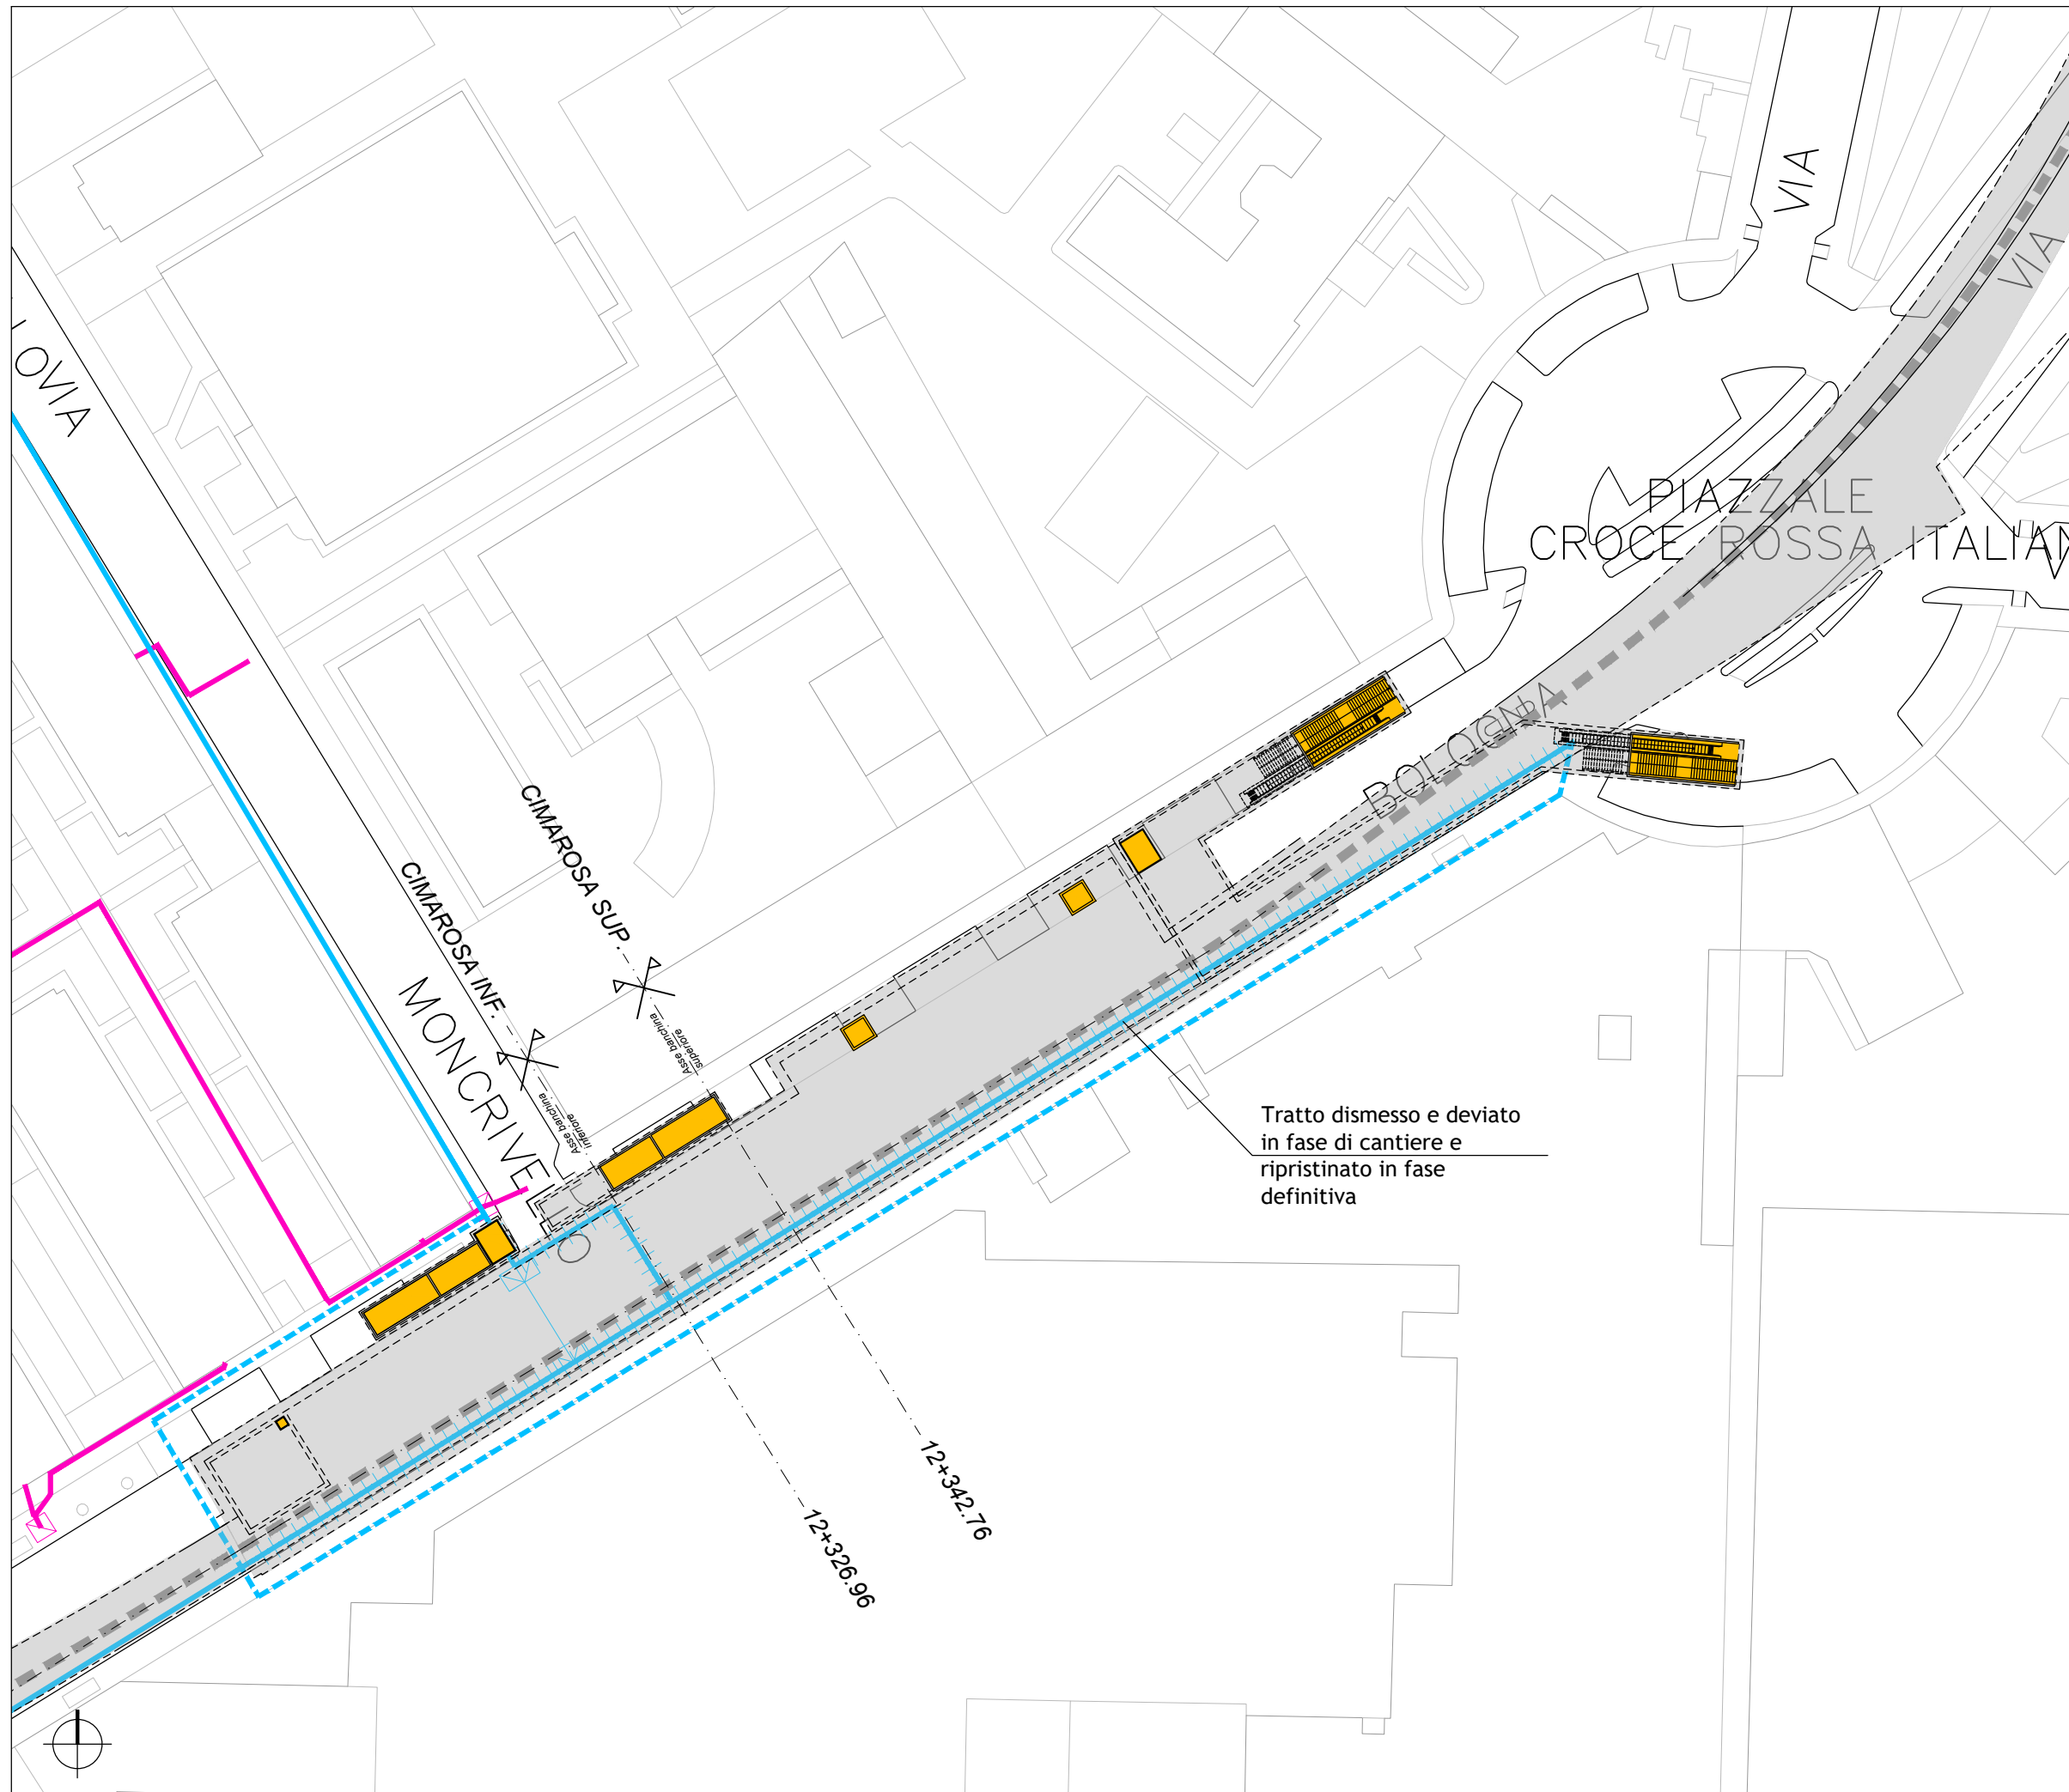 VIA
VIA
OVIA
PIAZZALE
CROCE ROSSA ITALIAN
BOLOGNA
CIMAROSA SUP.
CIMAROSA INF.
MONCRIVE
Asse banchina
superiore
Asse banchina
inferiore
Tratto dismesso e deviato
in fase di cantiere e
ripristinato in fase
definitiva
12+342.76
12+326.96